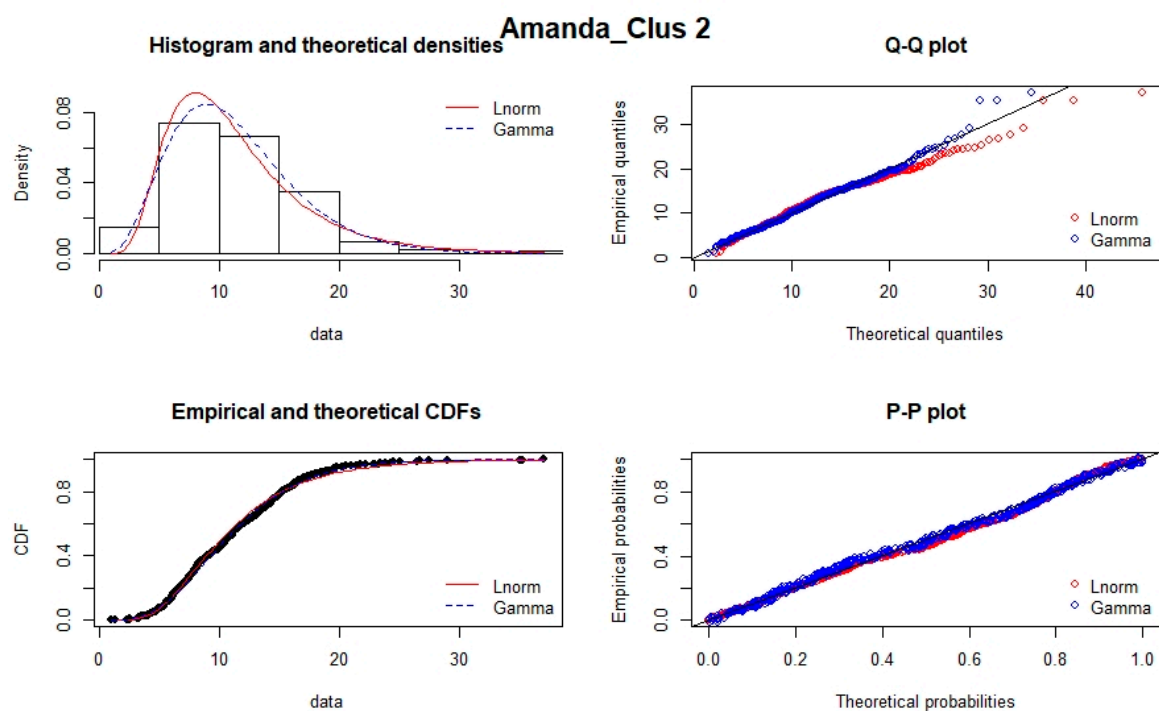 Amanda_Clus 2
Histogram and theoretical densities
Lnorm
Gamma
Density
0.00
0.04
0.08
0
10
20
30
data
Q-Q plot
Empirical quantiles
0
10
20
30
Lnorm
Gamma
0
10
20
30
40
Theoretical quantiles
Empirical and theoretical CDFs
CDF
0.0
0.4
0.8
Lnorm
Gamma
0
10
20
30
data
P-P plot
Empirical probabilities
0.0
0.4
0.8
Lnorm
Gamma
0.0
0.2
0.4
0.6
0.8
1.0
Theoretical probabilities